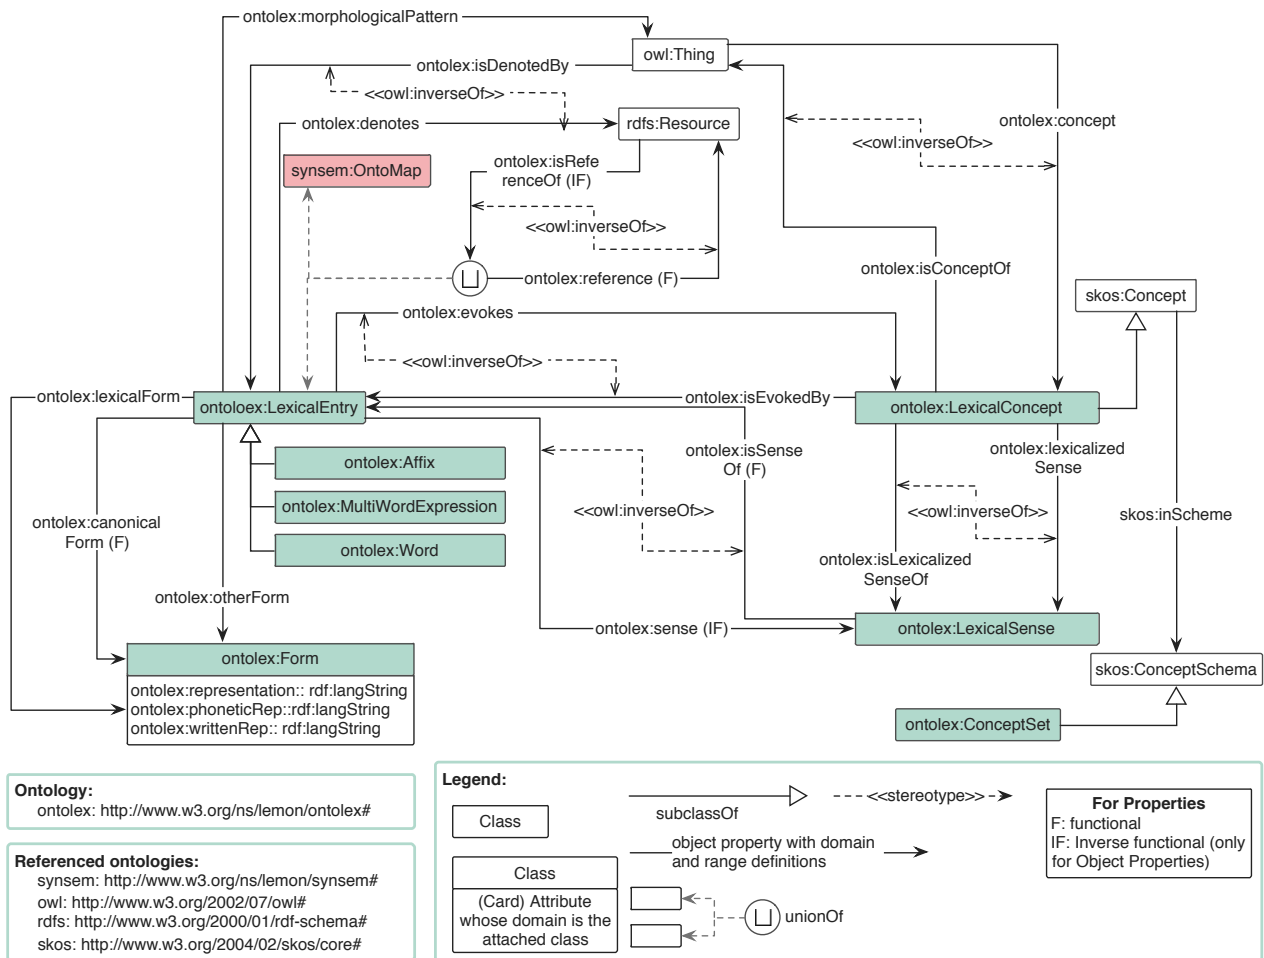 ontolex:morphologicalPattern
owl:Thing
ontolex:isDenotedBy
<<owl:inverseOf>>
ontolex:denotes
rdfs:Resource
ontolex:concept
<<owl:inverseOf>>
synsem:OntoMap
ontolex:isRefe
renceOf (IF)
<<owl:inverseOf>>
ontolex:isConceptOf
ontolex:reference (F)
skos:Concept
ontolex:evokes
<<owl:inverseOf>>
ontolex:lexicalForm
ontoloex:LexicalEntry
ontolex:isEvokedBy
ontolex:LexicalConcept
ontolex:Affix
ontolex:isSense
Of (F)
ontolex:lexicalized
Sense
ontolex:MultiWordExpression
<<owl:inverseOf>>
<<owl:inverseOf>>
skos:inScheme
ontolex:canonical
Form (F)
ontolex:Word
ontolex:isLexicalized
SenseOf
ontolex:otherForm
ontolex:sense (IF)
ontolex:LexicalSense
ontolex:Form
ontolex:representation:: rdf:langString
ontolex:phoneticRep::rdf:langString
ontolex:writtenRep:: rdf:langString
skos:ConceptSchema
ontolex:ConceptSet
Ontology:
ontolex: http://www.w3.org/ns/lemon/ontolex#
Referenced ontologies:
synsem: http://www.w3.org/ns/lemon/synsem#
owl: http://www.w3.org/2002/07/owl#
rdfs: http://www.w3.org/2000/01/rdf-schema#
skos: http://www.w3.org/2004/02/skos/core#
Legend:
Class
subclassOf
<<stereotype>>
object property with domain
and range definitions
Class
(Card) Attribute
whose domain is the
attached class
unionOf
For Properties
F: functional
IF: Inverse functional (only
for Object Properties)